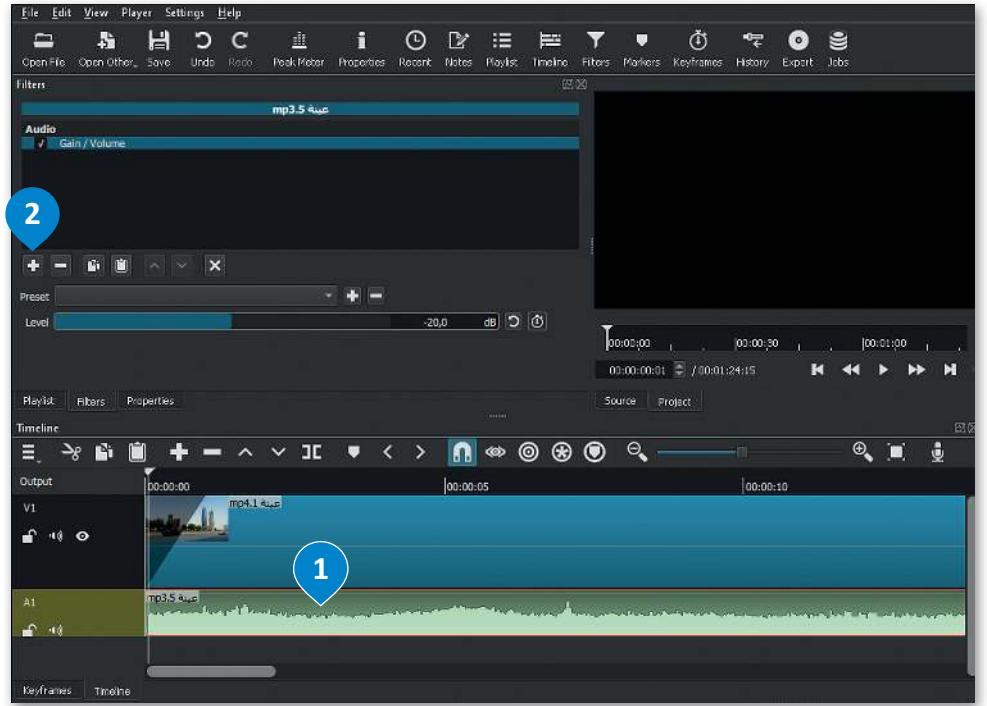 File Edit View Player Settings Help
Open File Open Other.. Save Undo Redo Peak Meter Properties Recent Notes Playlist Timeline Filters Markers Keyframes History Export Jobs
Filters
عينة 5.mp3
Audio
✓ Gain / Volume
2
Preset
Level -20,0 dB
00:00:00 00:00:30 00:01:00
00:00:00:01 / 00:01:24:15
Playlist Filters Properties
Source Project
Timeline
Output 00:00:00 00:00:05 00:00:10
V1
عينة 1.mp4
1
A1
عينة 5.mp3
Keyframes Timeline